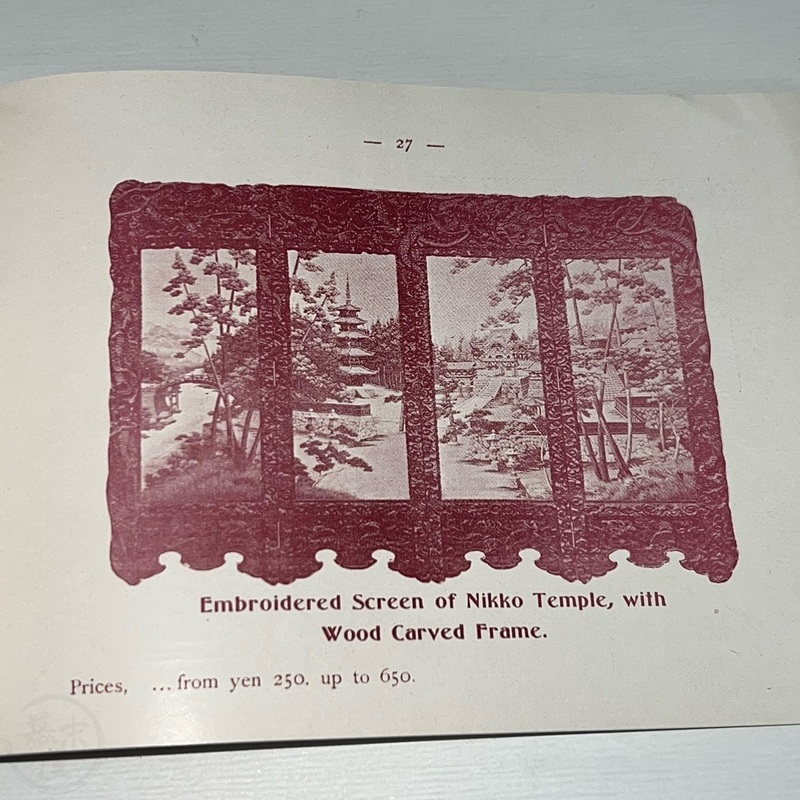 — 27 —
Embroidered Screen of Nikko Temple, with
Wood Carved Frame.
Prices, ... from yen 250. up to 650.